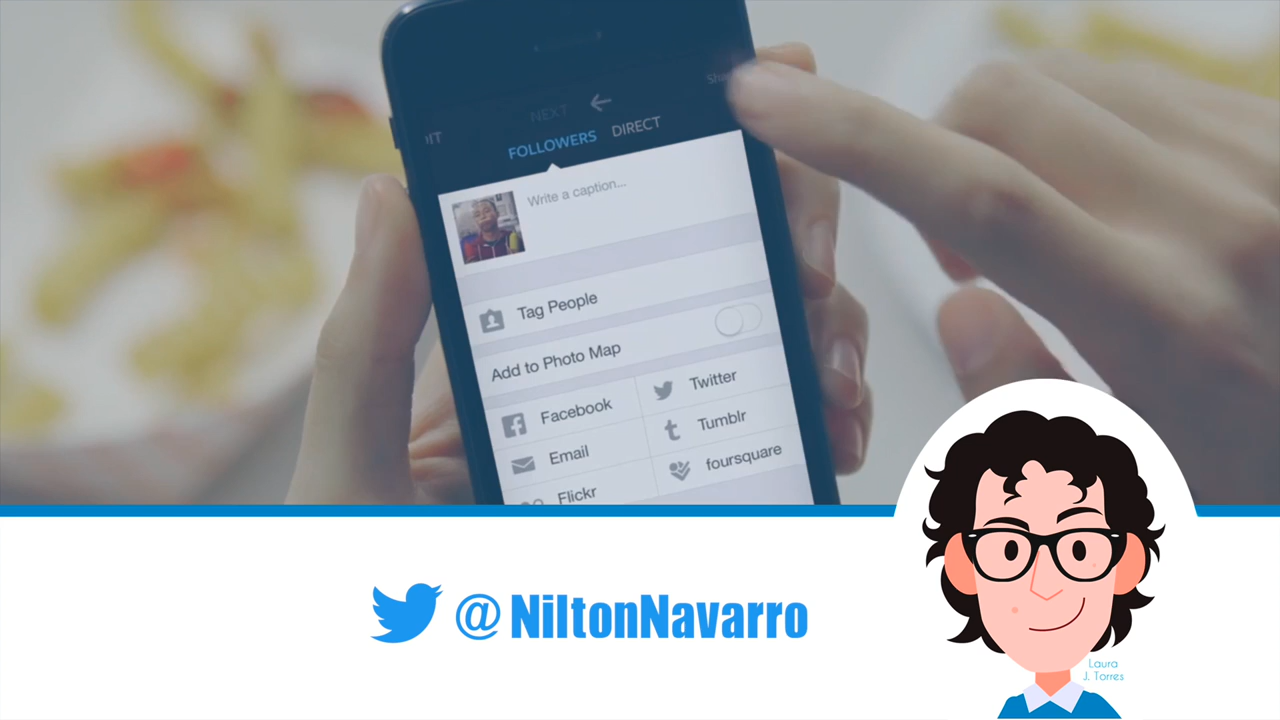 NEXT
FOLLOWERS DIRECT
Write a caption...
Tag People
Add to Photo Map
Facebook
Twitter
Email
Tumblr
Flickr
foursquare
@NiltonNavarro
Laura
J. Torres